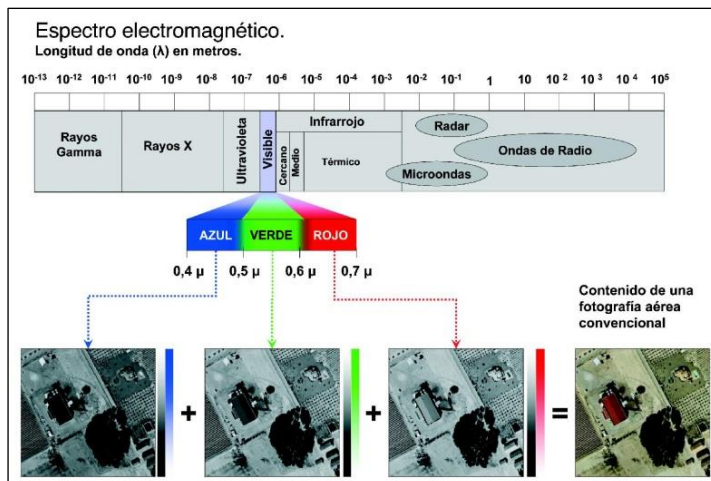 Espectro electromagnético.
Longitud de onda (λ) en metros.
10-13 10-12 10-11 10-10 10-9 10-8 10-7 10-6 10-5 10-4 10-3 10-2 10-1 1 10 10 2 10 3 10 4 10 5
Rayos
Gamma
Rayos X
Ultravioleta
Visible
Infrarrojo
Cercano
Medio
Térmico
Radar
Microondas
Ondas de Radio
AZUL VERDE ROJO
0,4 µ 0,5 µ 0,6 µ 0,7 µ
Contenido de una
fotografía aérea
convencional
+ + =